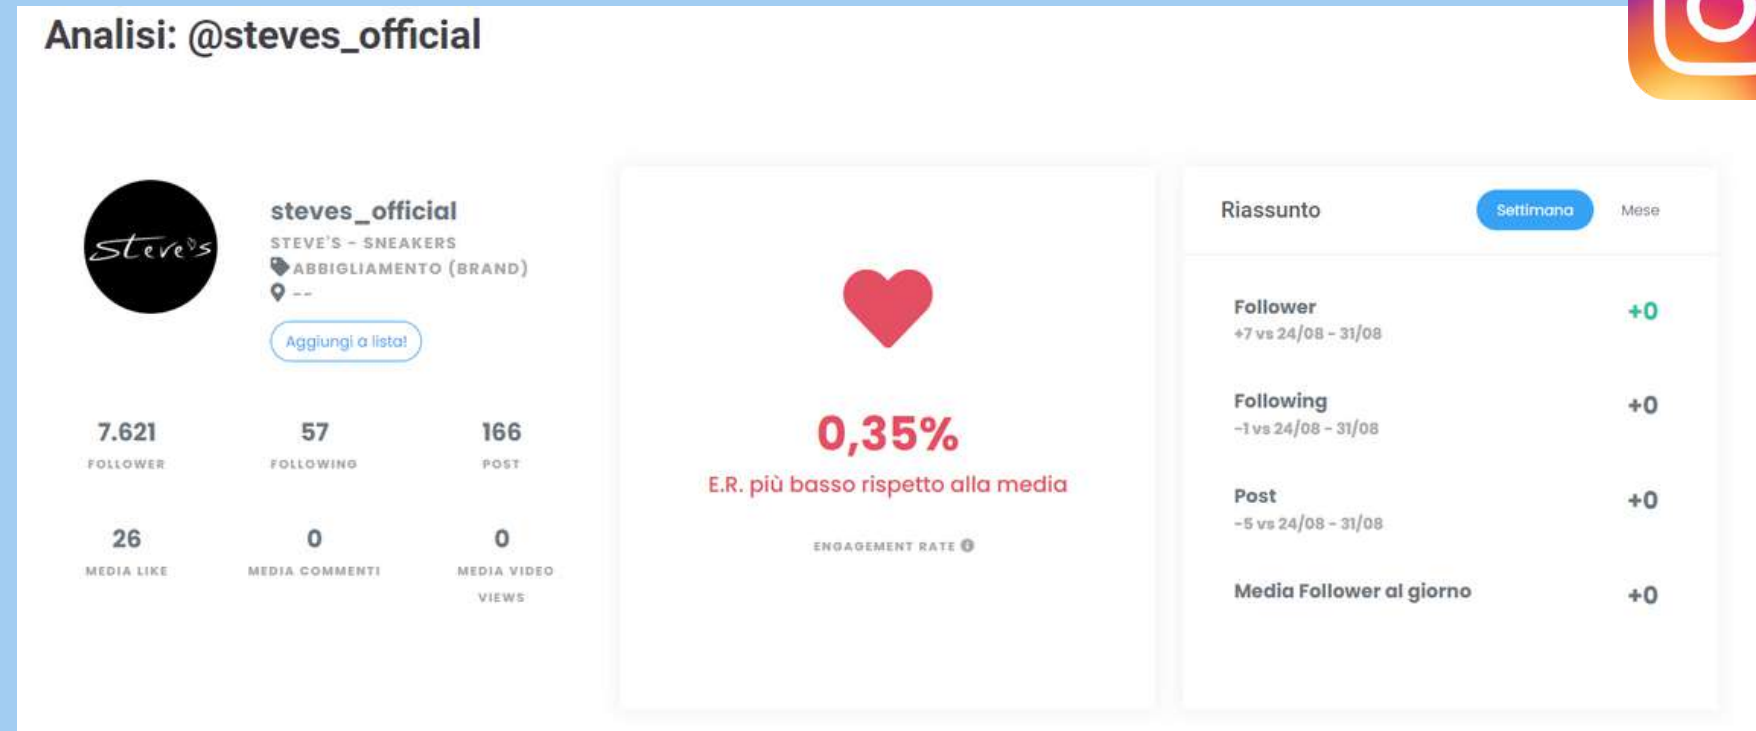 Analisi: @steves_official
Steve's
steves_official
STEVE'S - SNEAKERS
ABBIGLIAMENTO (BRAND)
--
Aggiungi a lista!
7.621
FOLLOWER
57
FOLLOWING
166
POST
26
MEDIA LIKE
0
MEDIA COMMENTI
0
MEDIA VIDEO
VIEWS
0,35%
E.R. più basso rispetto alla media
ENGAGEMENT RATE
Riassunto
Settimana
Mese
Follower
+0
+7 vs 24/08 - 31/08
Following
+0
-1 vs 24/08 - 31/08
Post
+0
-5 vs 24/08 - 31/08
Media Follower al giorno
+0